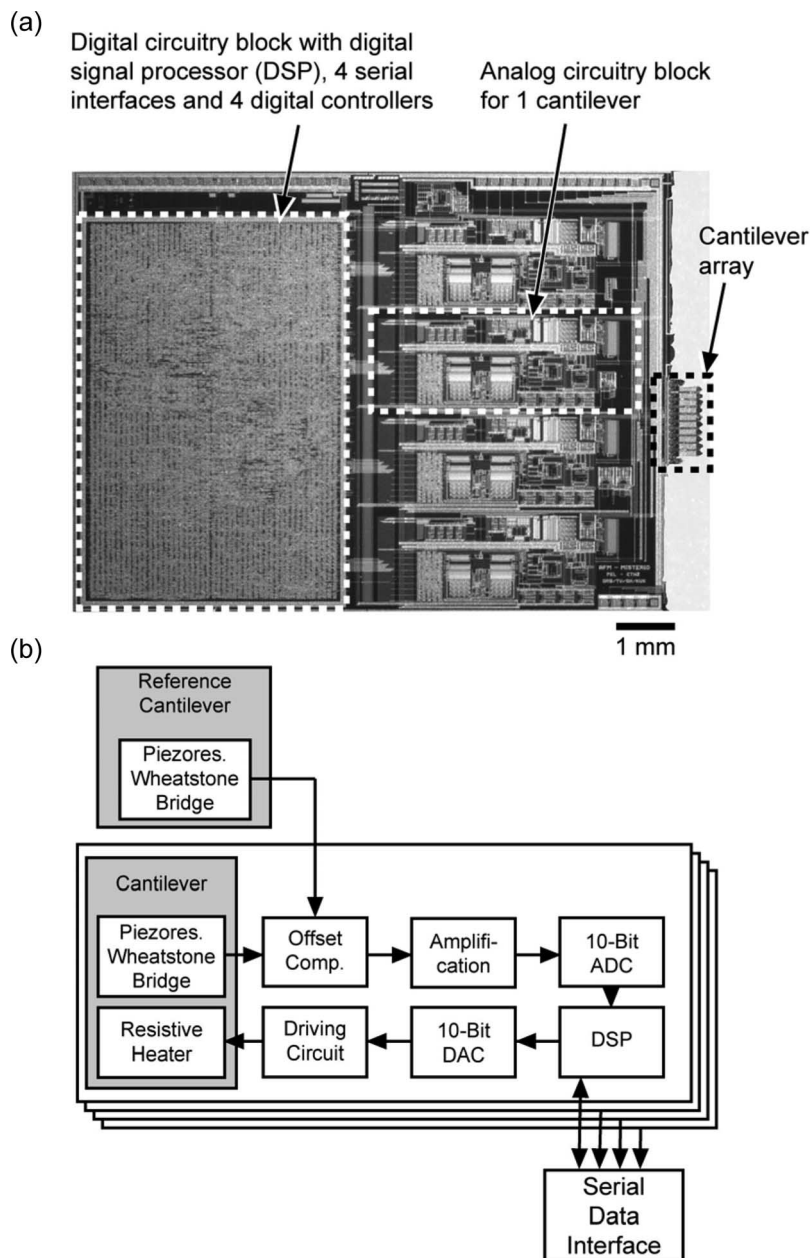 (a)
Digital circuitry block with digital
signal processor (DSP), 4 serial
interfaces and 4 digital controllers
Analog circuitry block
for 1 cantilever
Cantilever
array
1 mm
(b)
Reference
Cantilever
Piezores.
Wheatstone
Bridge
Cantilever
Piezores.
Wheatstone
Bridge
Offset
Comp.
Amplifi-
cation
10-Bit
ADC
Resistive
Heater
Driving
Circuit
10-Bit
DAC
DSP
Serial
Data
Interface